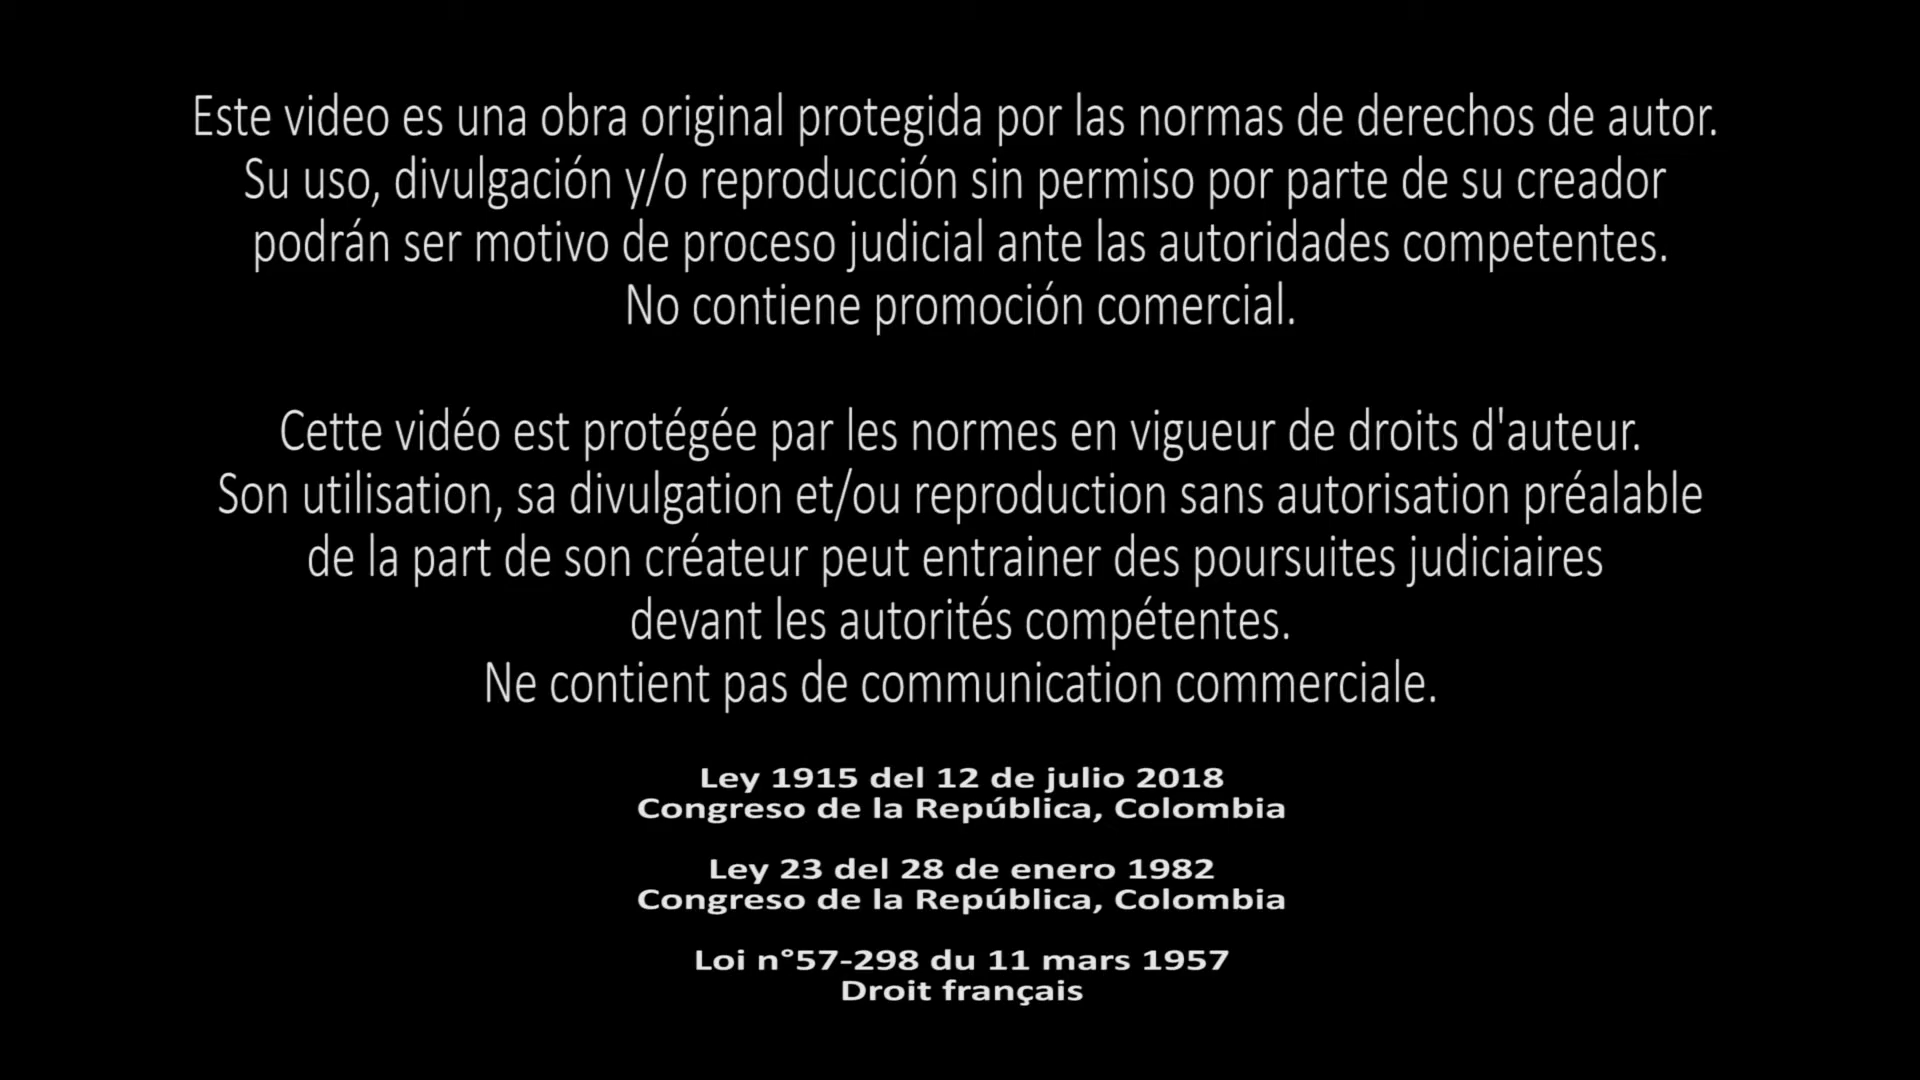 Este video es una obra original protegida por las normas de derechos de autor.
Su uso, divulgación y/o reproducción sin permiso por parte de su creador
podrán ser motivo de proceso judicial ante las autoridades competentes.
No contiene promoción comercial.
Cette vidéo est protégée par les normes en vigueur de droits d'auteur.
Son utilisation, sa divulgation et/ou reproduction sans autorisation préalable
de la part de son créateur peut entrainer des poursuites judiciaires
devant les autorités compétentes.
Ne contient pas de communication commerciale.
Ley 1915 del 12 de julio 2018
Congreso de la República, Colombia
Ley 23 del 28 de enero 1982
Congreso de la República, Colombia
Loi n°57-298 du 11 mars 1957
Droit français